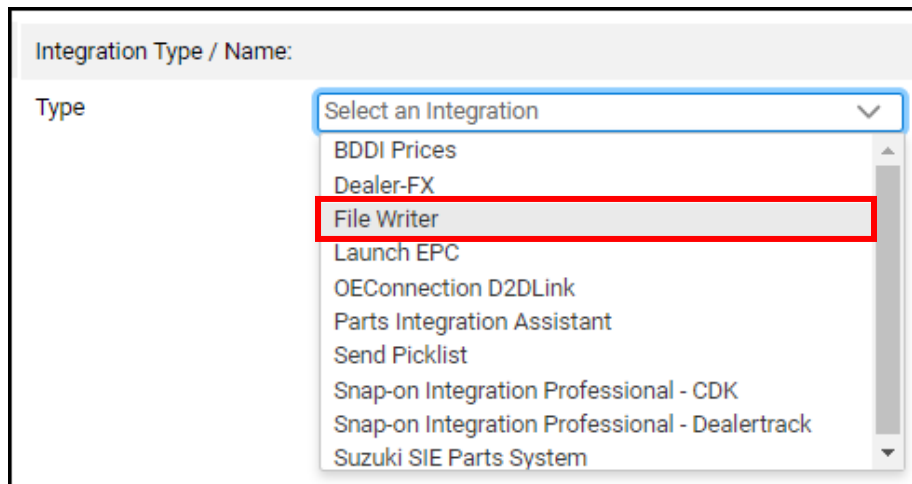 Integration Type / Name:
Type
Select an Integration
BDDI Prices
Dealer-FX
File Writer
Launch EPC
OEConnection D2DLink
Parts Integration Assistant
Send Picklist
Snap-on Integration Professional - CDK
Snap-on Integration Professional - Dealertrack
Suzuki SIE Parts System